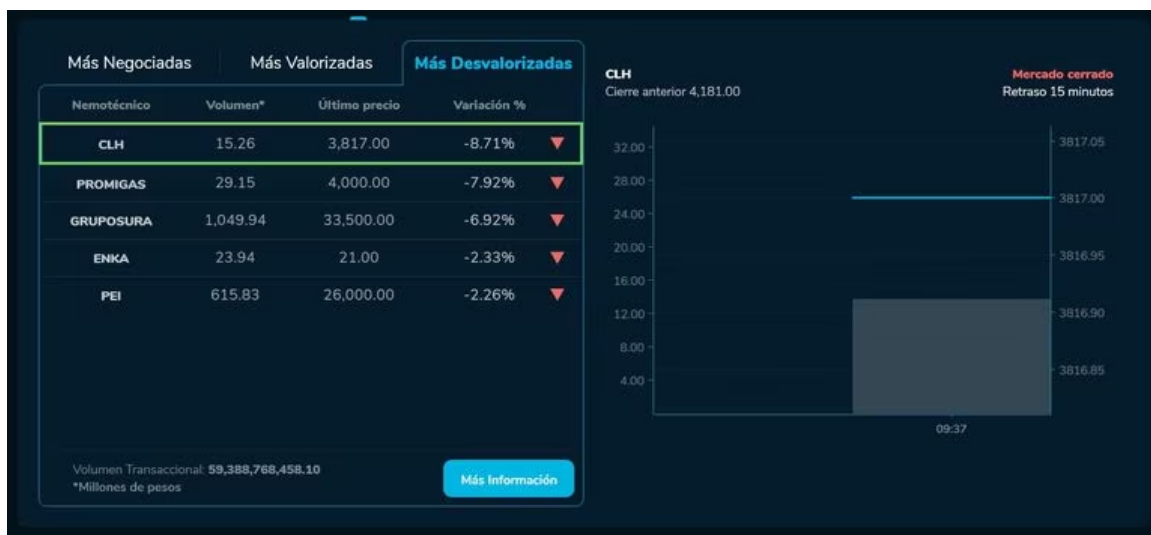 Más Negociadas Más Valorizadas Más Desvalorizadas
Nemotécnico Volumen* Último precio Variación %
CLH 15.26 3,817.00 -8.71% ▼
PROMIGAS 29.15 4,000.00 -7.92% ▼
GRUPOSURA 1,049.94 33,500.00 -6.92% ▼
ENKA 23.94 21.00 -2.33% ▼
PEI 615.83 26,000.00 -2.26% ▼
Volumen Transaccional: 59,388,768,458.10
*Millones de pesos
Más Información
CLH
Cierre anterior 4,181.00
Mercado cerrado
Retraso 15 minutos
32.00
28.00
24.00
20.00
16.00
12.00
8.00
4.00
3817.05
3817.00
3816.95
3816.90
3816.85
09:37